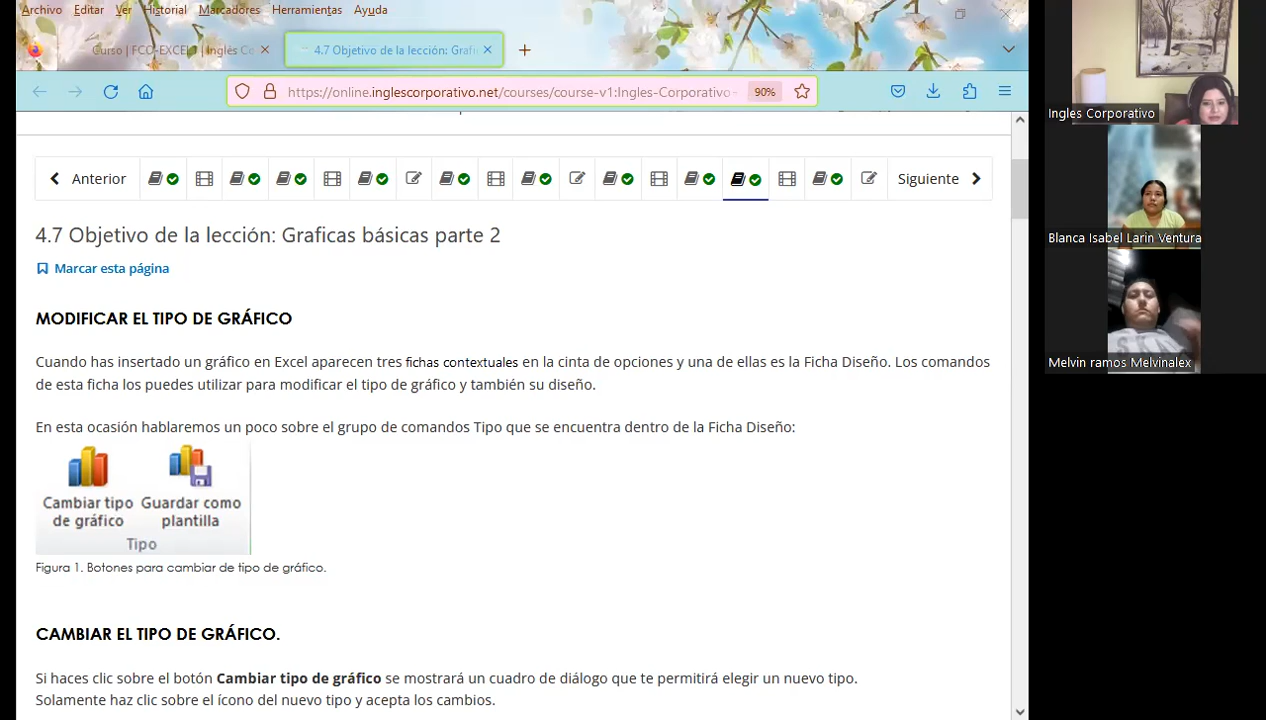 Archivo Editar Ver Historial Marcadores Herramientas Ayuda
Curso | FCO-EXCEL1 | Ingles Co
4.7 Objetivo de la lección: Grafi
https://online.inglescorporativo.net/courses/course-v1:Ingles-Corporativo
90%
Anterior
Siguiente
4.7 Objetivo de la lección: Graficas básicas parte 2
Marcar esta página
MODIFICAR EL TIPO DE GRÁFICO
Cuando has insertado un gráfico en Excel aparecen tres fichas contextuales en la cinta de opciones y una de ellas es la Ficha Diseño. Los comandos
de esta ficha los puedes utilizar para modificar el tipo de gráfico y también su diseño.
En esta ocasión hablaremos un poco sobre el grupo de comandos Tipo que se encuentra dentro de la Ficha Diseño:
Cambiar tipo de gráfico
Guardar como plantilla
Tipo
Figura 1. Botones para cambiar de tipo de gráfico.
CAMBIAR EL TIPO DE GRÁFICO.
Si haces clic sobre el botón Cambiar tipo de gráfico se mostrará un cuadro de diálogo que te permitirá elegir un nuevo tipo.
Solamente haz clic sobre el ícono del nuevo tipo y acepta los cambios.
Ingles Corporativo
Blanca Isabel Larin Ventura
Melvin ramos Melvinalex